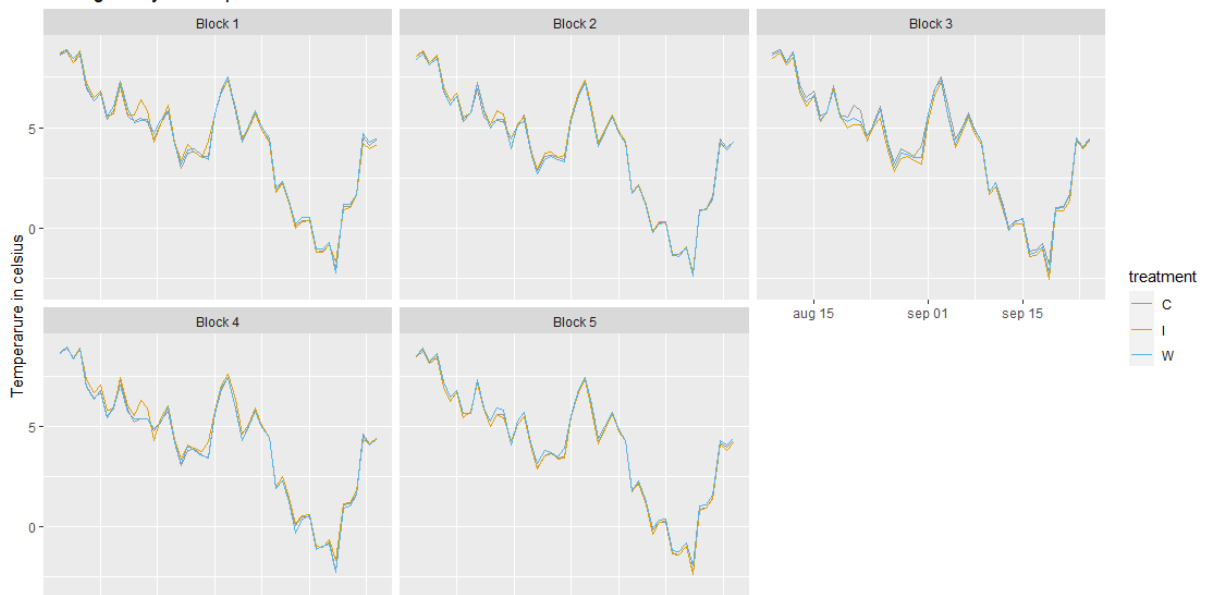 Block 1
Block 2
Block 3
5
0
aug 15
sep 01
sep 15
Block 4
Block 5
5
0
Temperarure in celsius
treatment
C
I
W